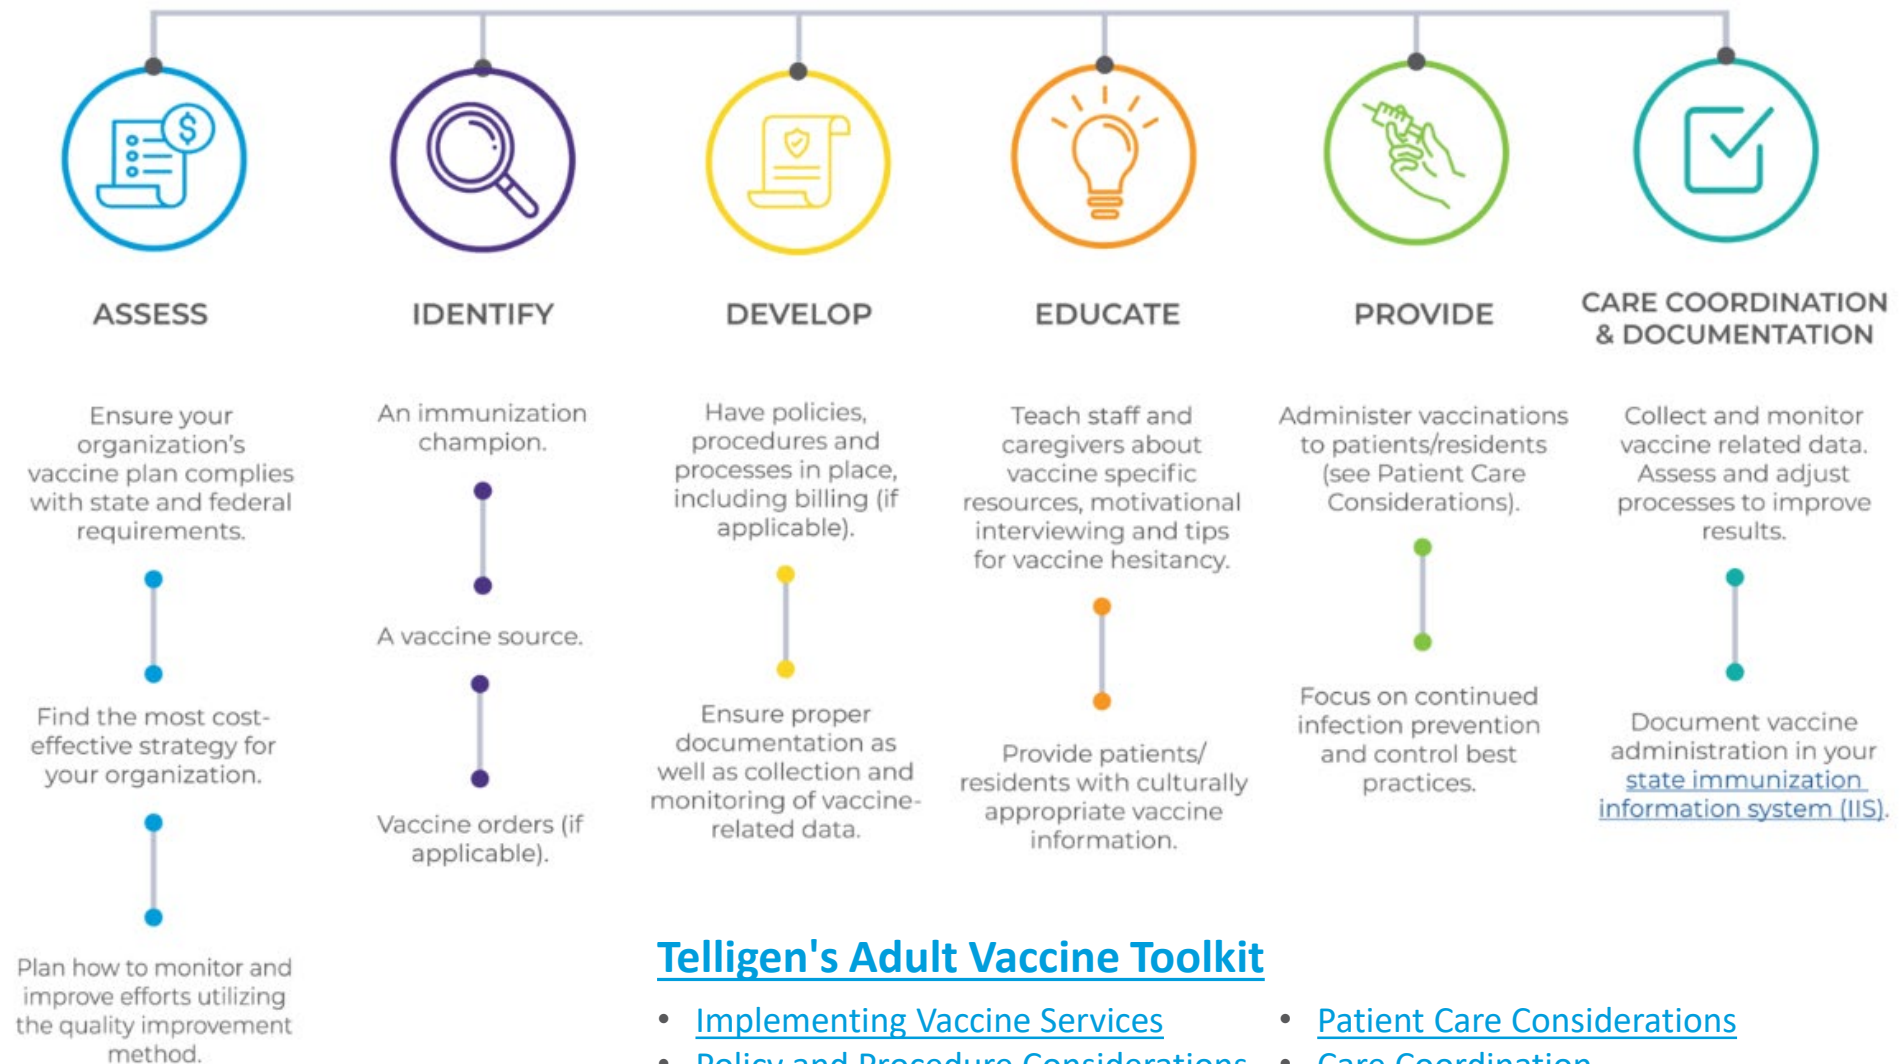 $
ASSESS
Ensure your
organization's
vaccine plan complies
with state and federal
requirements.
Find the most cost-
effective strategy for
your organization.
Plan how to monitor and
improve efforts utilizing
the quality improvement
method.
IDENTIFY
An immunization
champion.
A vaccine source.
Vaccine orders (if
applicable).
DEVELOP
Have policies,
procedures and
processes in place,
including billing (if
applicable).
Ensure proper
documentation as
well as collection and
monitoring of vaccine-
related data.
EDUCATE
Teach staff and
caregivers about
vaccine specific
resources, motivational
interviewing and tips
for vaccine hesitancy.
Provide patients/
residents with culturally
appropriate vaccine
information.
PROVIDE
Administer vaccinations
to patients/residents
(see Patient Care
Considerations).
Focus on continued
infection prevention
and control best
practices.
CARE COORDINATION
& DOCUMENTATION
Collect and monitor
vaccine related data.
Assess and adjust
processes to improve
results.
Document vaccine
administration in your
state immunization
information system (IIS).
Telligen's Adult Vaccine Toolkit
• Implementing Vaccine Services
• Policy and Procedure Considerations
• Patient Care Considerations
• Care Coordination